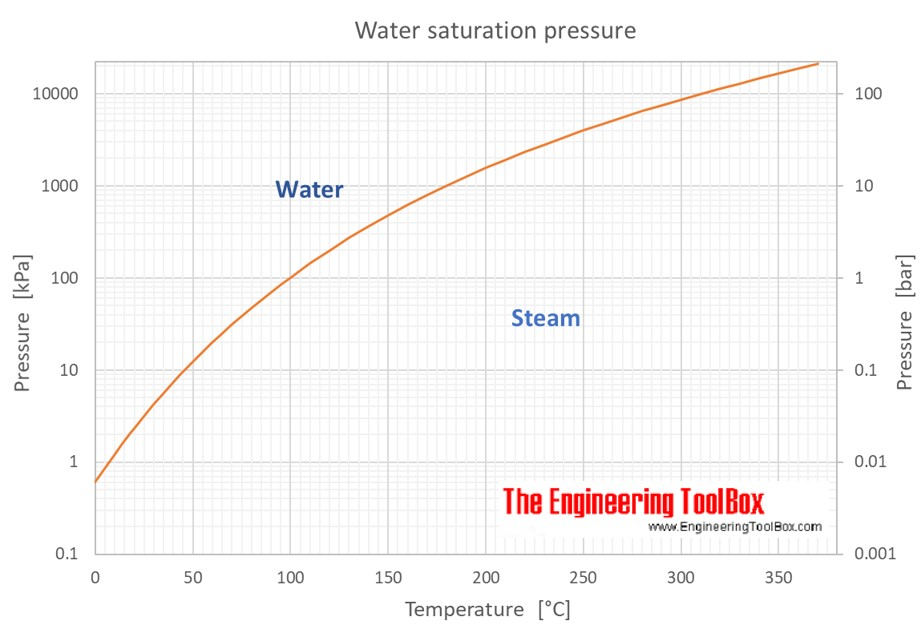 Water saturation pressure
10000
1000
100
10
1
0.1
100
10
1
0.1
0.01
0.001
Pressure [kPa]
Pressure [bar]
Water
Steam
The Engineering ToolBox
www.EngineeringToolBox.com
0 50 100 150 200 250 300 350
Temperature [°C]